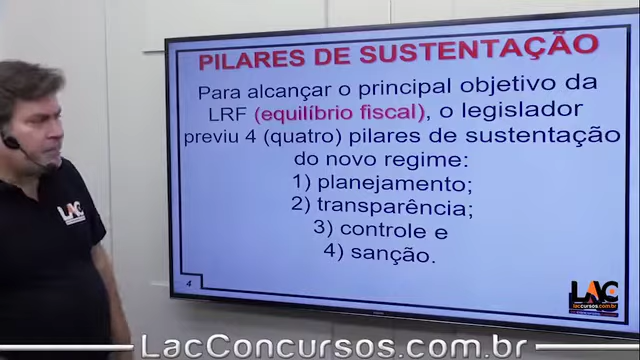 PILARES DE SUSTENTAÇÃO
Para alcançar o principal objetivo da
LRF (equilíbrio fiscal), o legislador
previu 4 (quatro) pilares de sustentação
do novo regime:
1) planejamento;
2) transparência;
3) controle e
4) sanção.
4
LAC
LAC
laccursos.com.br
LacConcursos.com.br